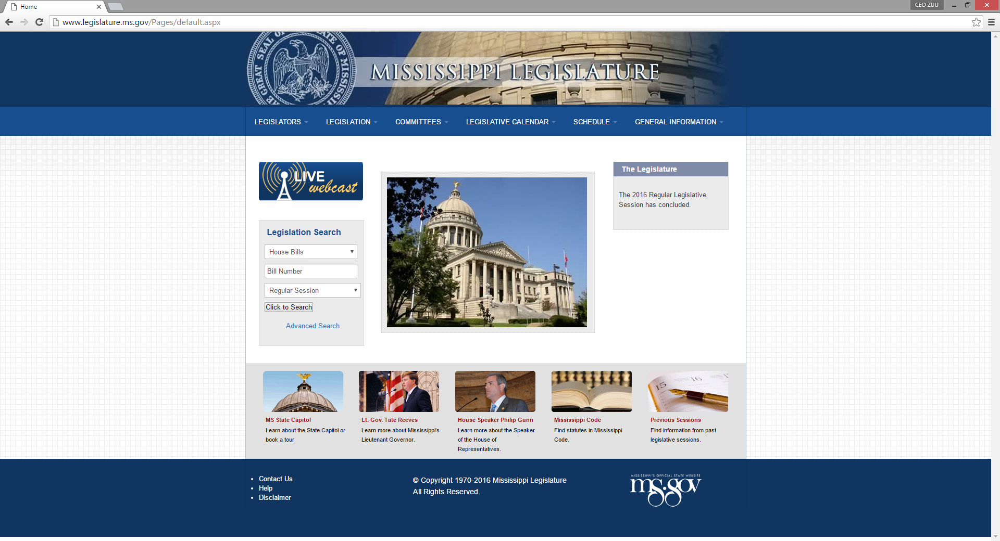 Home
CEO ZUU
www.legislature.ms.gov/Pages/default.aspx
THE GREAT SEAL OF THE STATE OF MISSISSIPPI
MISSISSIPPI LEGISLATURE
LEGISLATORS LEGISLATION COMMITTEES LEGISLATIVE CALENDAR SCHEDULE GENERAL INFORMATION
LIVE
webcast
Legislation Search
House Bills
Bill Number
Regular Session
Click to Search
Advanced Search
The Legislature
The 2016 Regular Legislative
Session has concluded.
15 16
MS State Capitol
Learn about the State Capitol or
book a tour
Lt. Gov. Tate Reeves
Learn more about Mississippi's
Lieutenant Governor.
House Speaker Philip Gunn
Learn more about the Speaker
of the House of
Representatives.
Mississippi Code
Find statutes in Mississippi
Code.
Previous Sessions
Find information from past
legislative sessions.
Contact Us
Help
Disclaimer
© Copyright 1970-2016 Mississippi Legislature
All Rights Reserved.
MISSISSIPPI'S OFFICIAL STATE WEBSITE
ms.gov